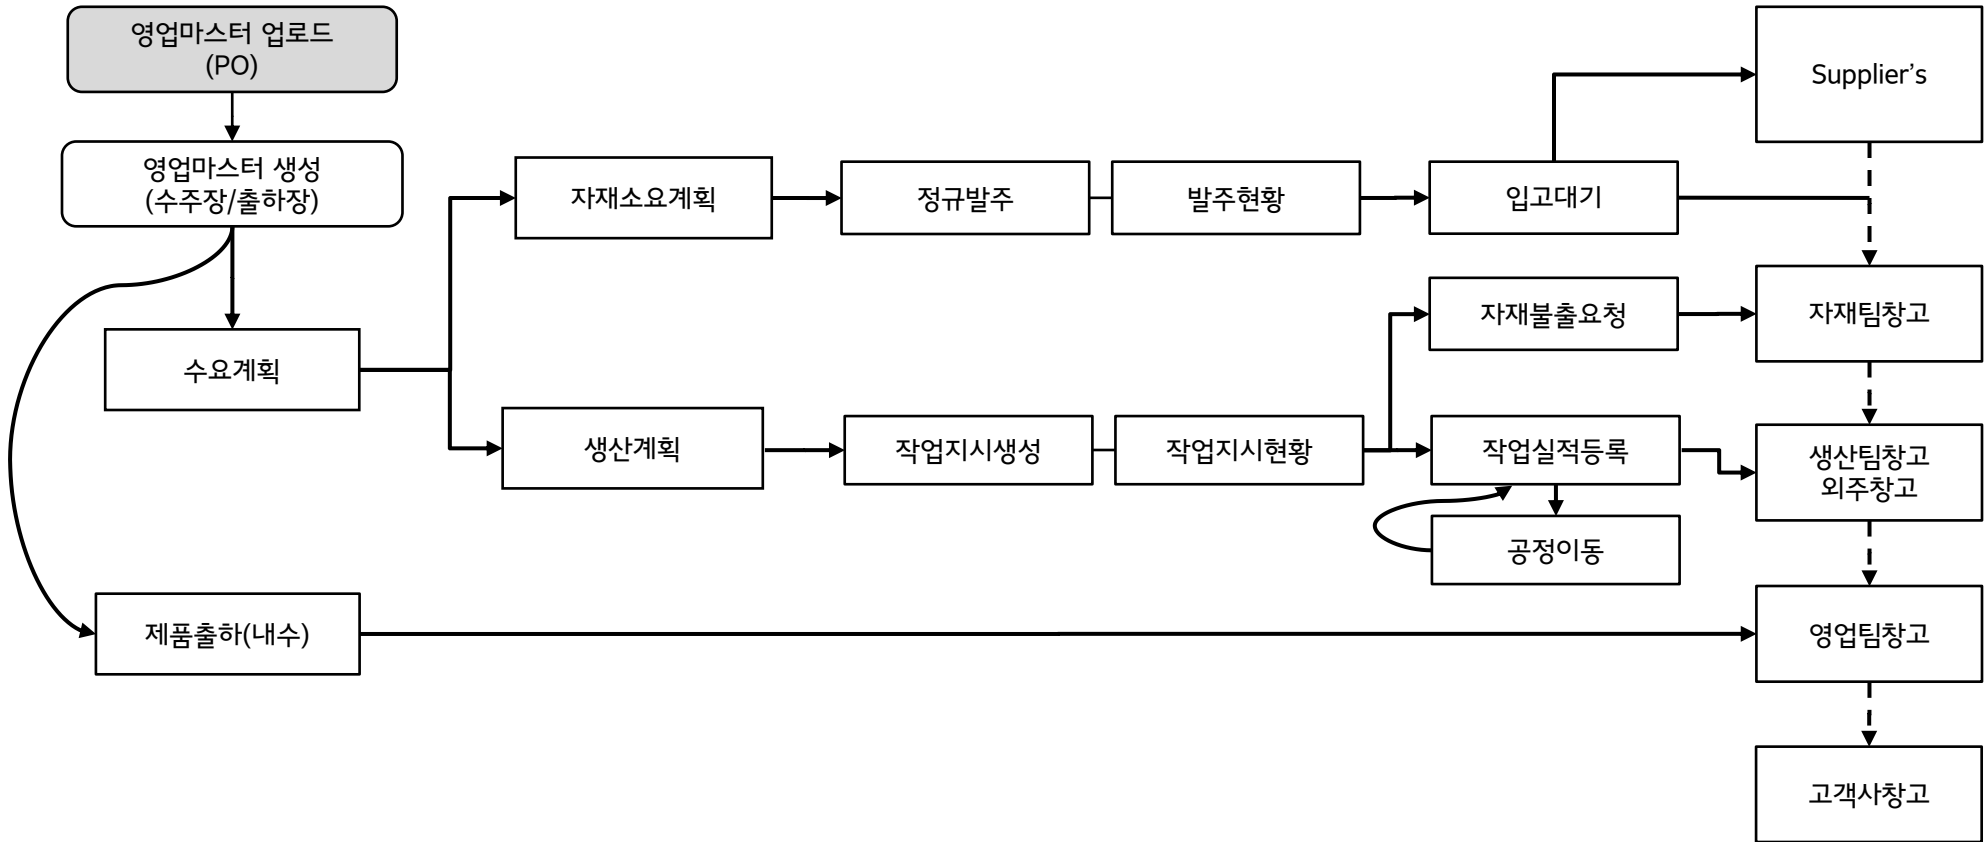 영업마스터 업로드
(PO)
Supplier's
영업마스터 생성
(수주장/출하장)
자재소요계획
정규발주
발주현황
입고대기
자재불출요청
자재팀창고
수요계획
생산계획
작업지시생성
작업지시현황
작업실적등록
생산팀창고
외주창고
공정이동
제품출하(내수)
영업팀창고
고객사창고